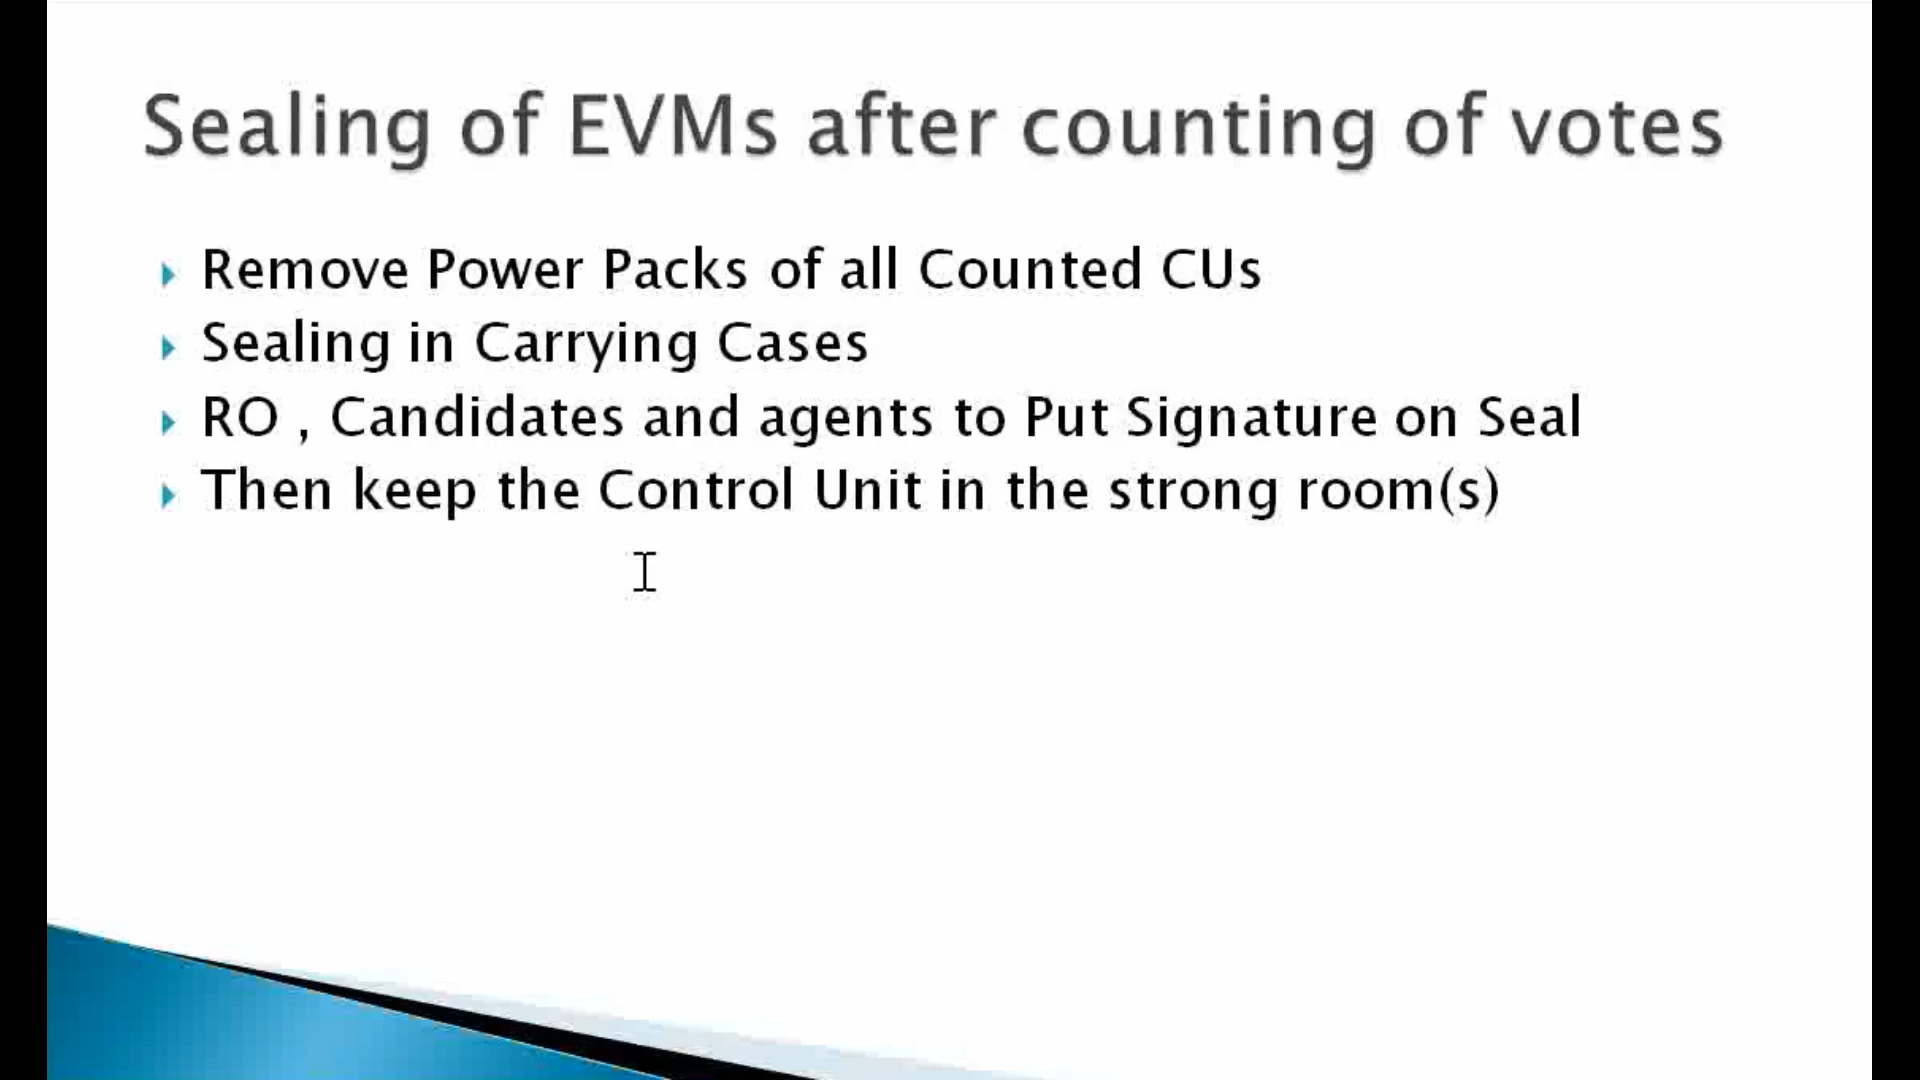 Sealing of EVMs after counting of votes
Remove Power Packs of all Counted CUs
Sealing in Carrying Cases
RO , Candidates and agents to Put Signature on Seal
Then keep the Control Unit in the strong room(s)